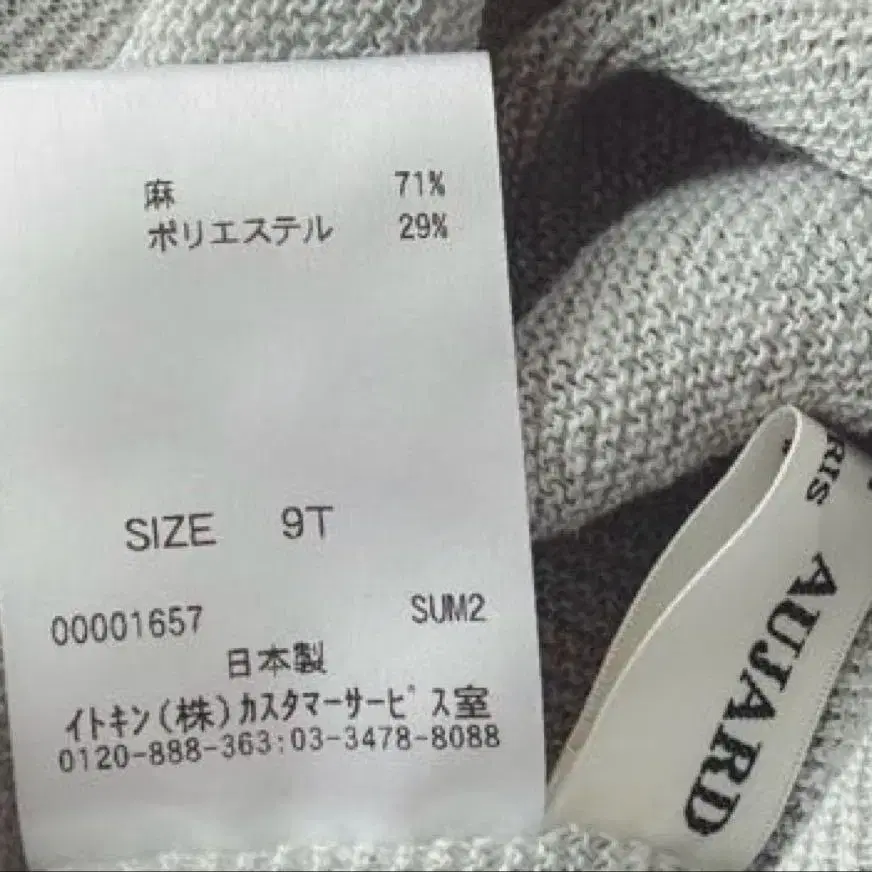 麻 71%
ポリエステル 29%
SIZE 9T
00001657 SUM2
日本製
イトキン(株)カスタマーサービス室
0120-888-363:03-3478-8088
RIS
AUJARD